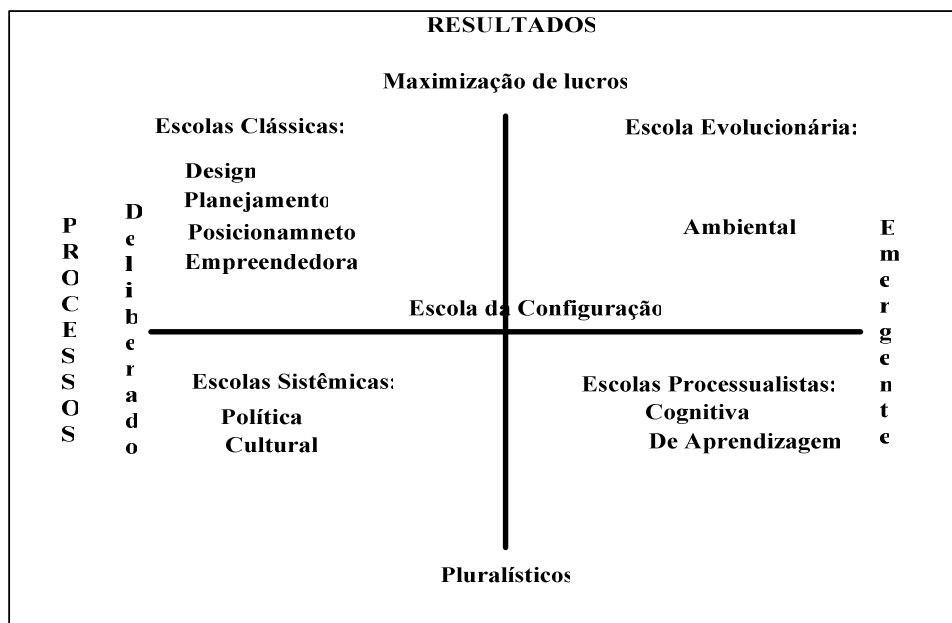 RESULTADOS
Maximização de lucros
Escolas Clássicas:
Design
Planejamento
Posicionamneto
Empreendedora
Escola Evolucionária:
Ambiental
PROCESSOS
Deliberado
Emergente
Escola da Configuração
Escolas Sistêmicas:
Política
Cultural
Escolas Processualistas:
Cognitiva
De Aprendizagem
Pluralísticos